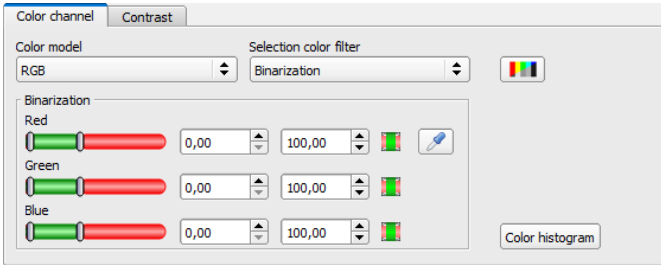 Color channel Contrast
Color model Selection color filter
RGB Binarization
Binarization
Red
0,00 100,00
Green
0,00 100,00
Blue
0,00 100,00
Color histogram